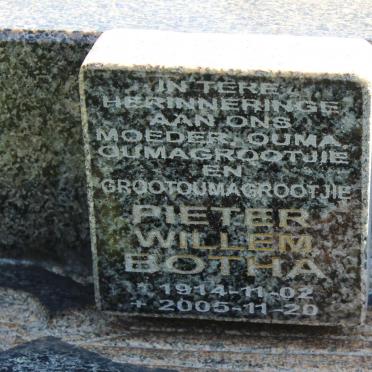 IN TERE
HERINNERINGE
AAN ONS
MOEDER, OUMA,
OUMAGROOTJIE
EN
GROOTOUMAGROOTJIE
PIETER
WILLEM
BOTHA
* 1914-11-02
+ 2005-11-20